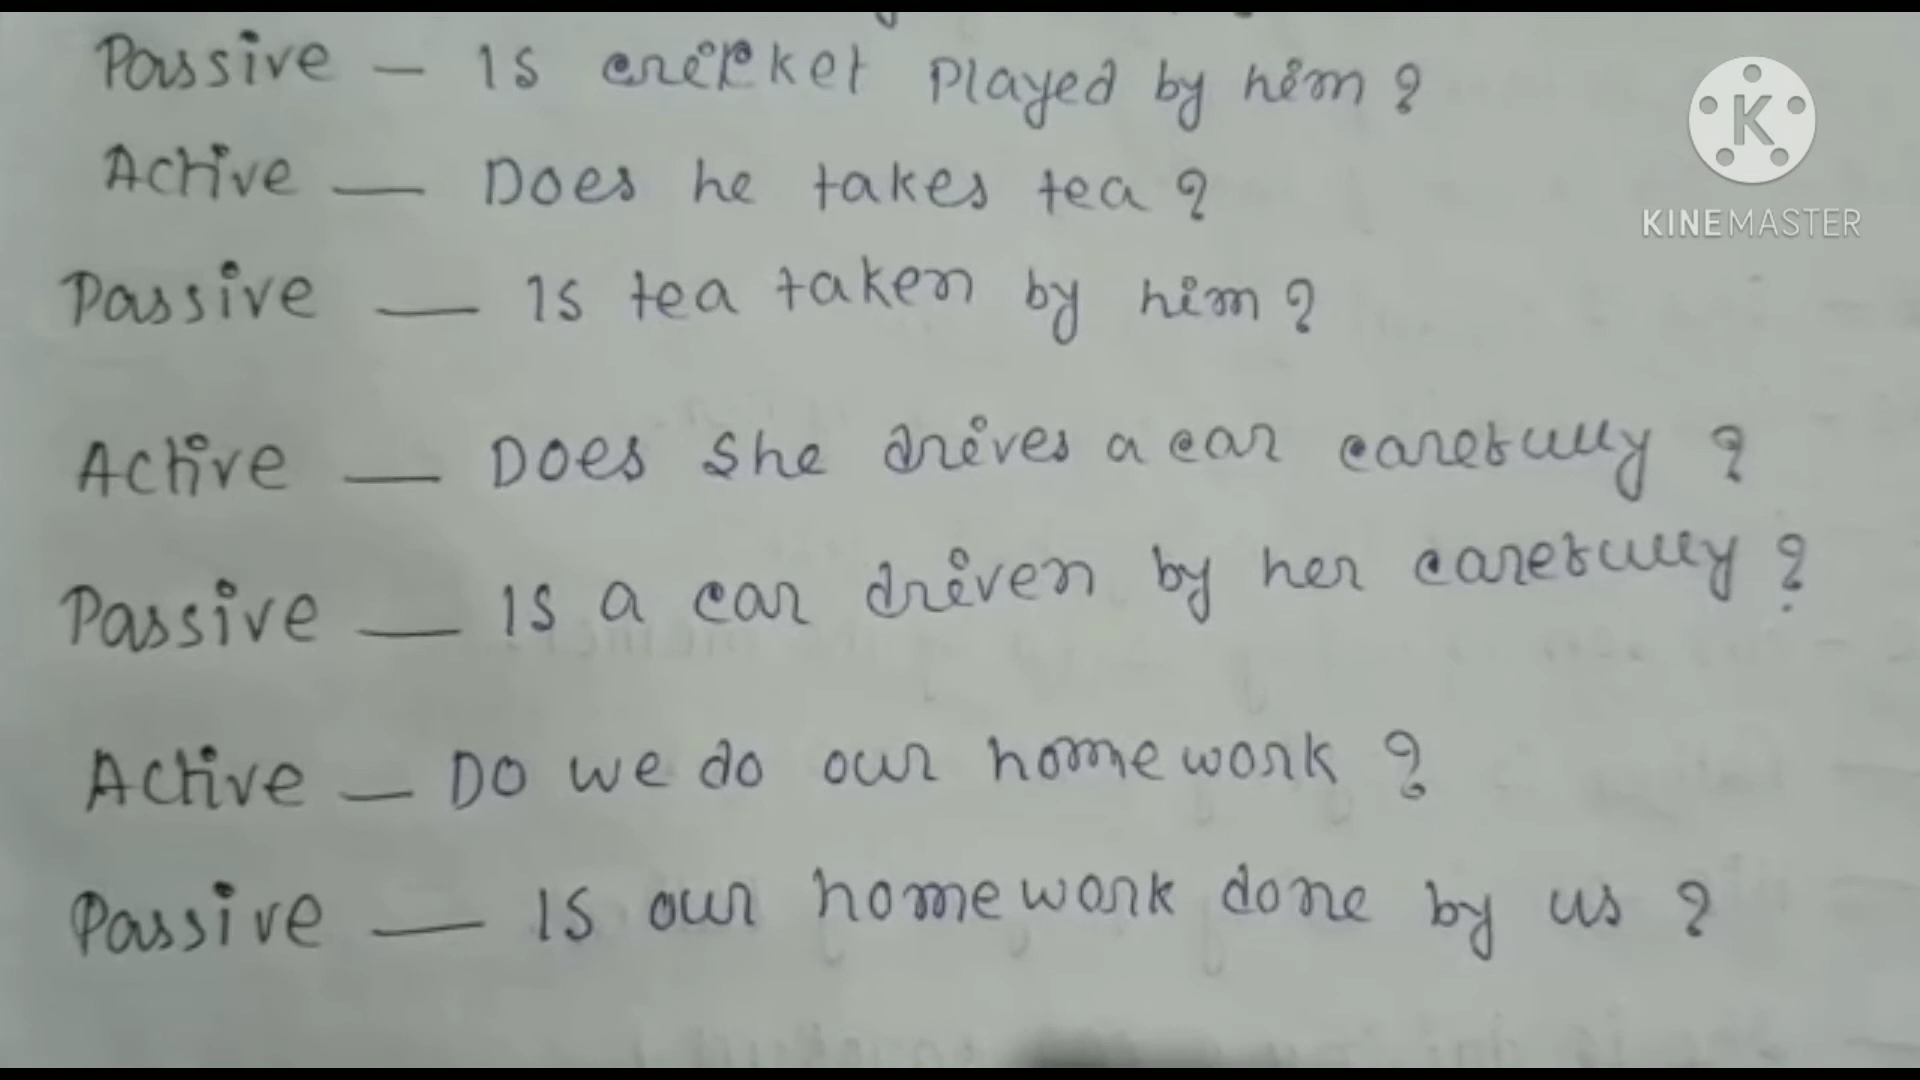 Passive - Is cricket Played by him?
Active - Does he takes tea?
Passive - Is tea taken by him?
Active - Does she drives a car carefully?
Passive - Is a car driven by her carefully?
Active - Do we do our homework?
Passive - Is our homework done by us?
K
KINEMASTER